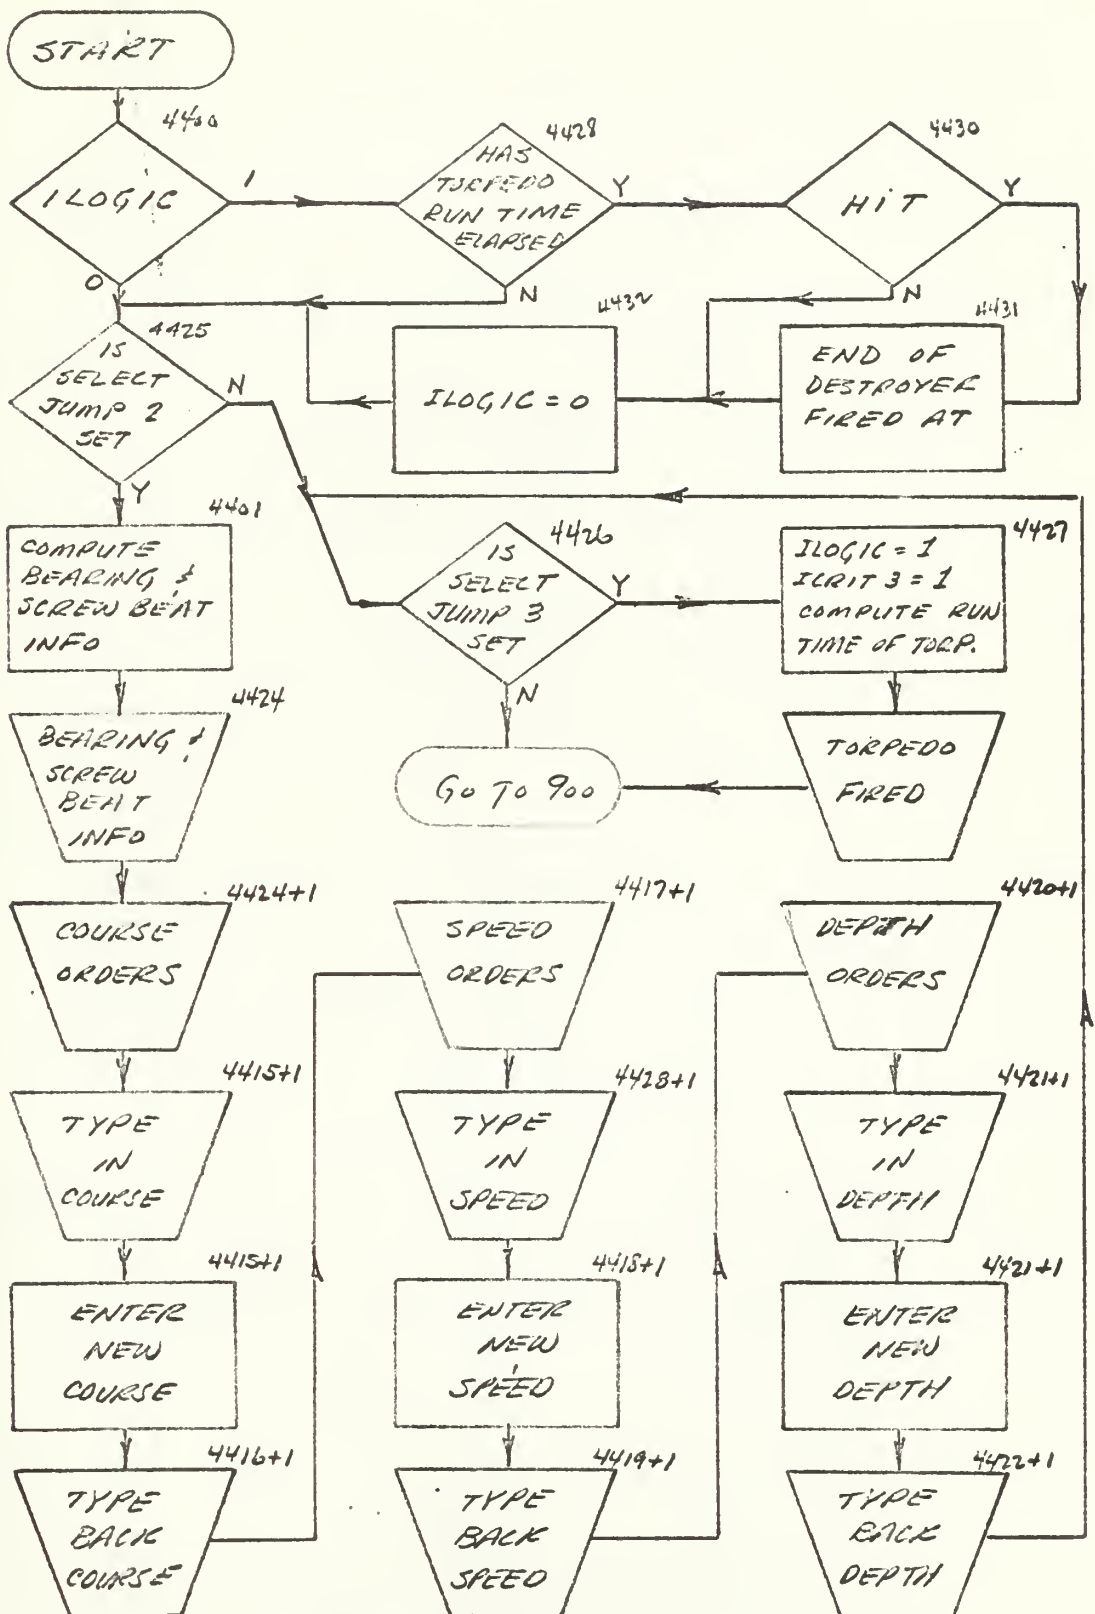 START
4400
ILOGIC
1
0
4428
HAS
TORPEDO
RUN TIME
ELAPSED
Y
N
4430
HIT
Y
N
4425
IS
SELECT
JUMP 2
SET
N
Y
4432
ILOGIC = 0
4431
END OF
DESTROYER
FIRED AT
4401
COMPUTE
BEARING &
SCREW BEAT
INFO
4426
IS
SELECT
JUMP 3
SET
Y
N
4427
ILOGIC = 1
ICRIT 3 = 1
COMPUTE RUN
TIME OF TORP.
4424
BEARING &
SCREW
BEAT
INFO
GO TO 900
TORPEDO
FIRED
4424+1
COURSE
ORDERS
4417+1
SPEED
ORDERS
4420+1
DEPTH
ORDERS
4415+1
TYPE
IN
COURSE
4428+1
TYPE
IN
SPEED
4421+1
TYPE
IN
DEPTH
4415+1
ENTER
NEW
COURSE
4418+1
ENTER
NEW
SPEED
4421+1
ENTER
NEW
DEPTH
4416+1
TYPE
BACK
COURSE
4419+1
TYPE
BACK
SPEED
4422+1
TYPE
BACK
DEPTH